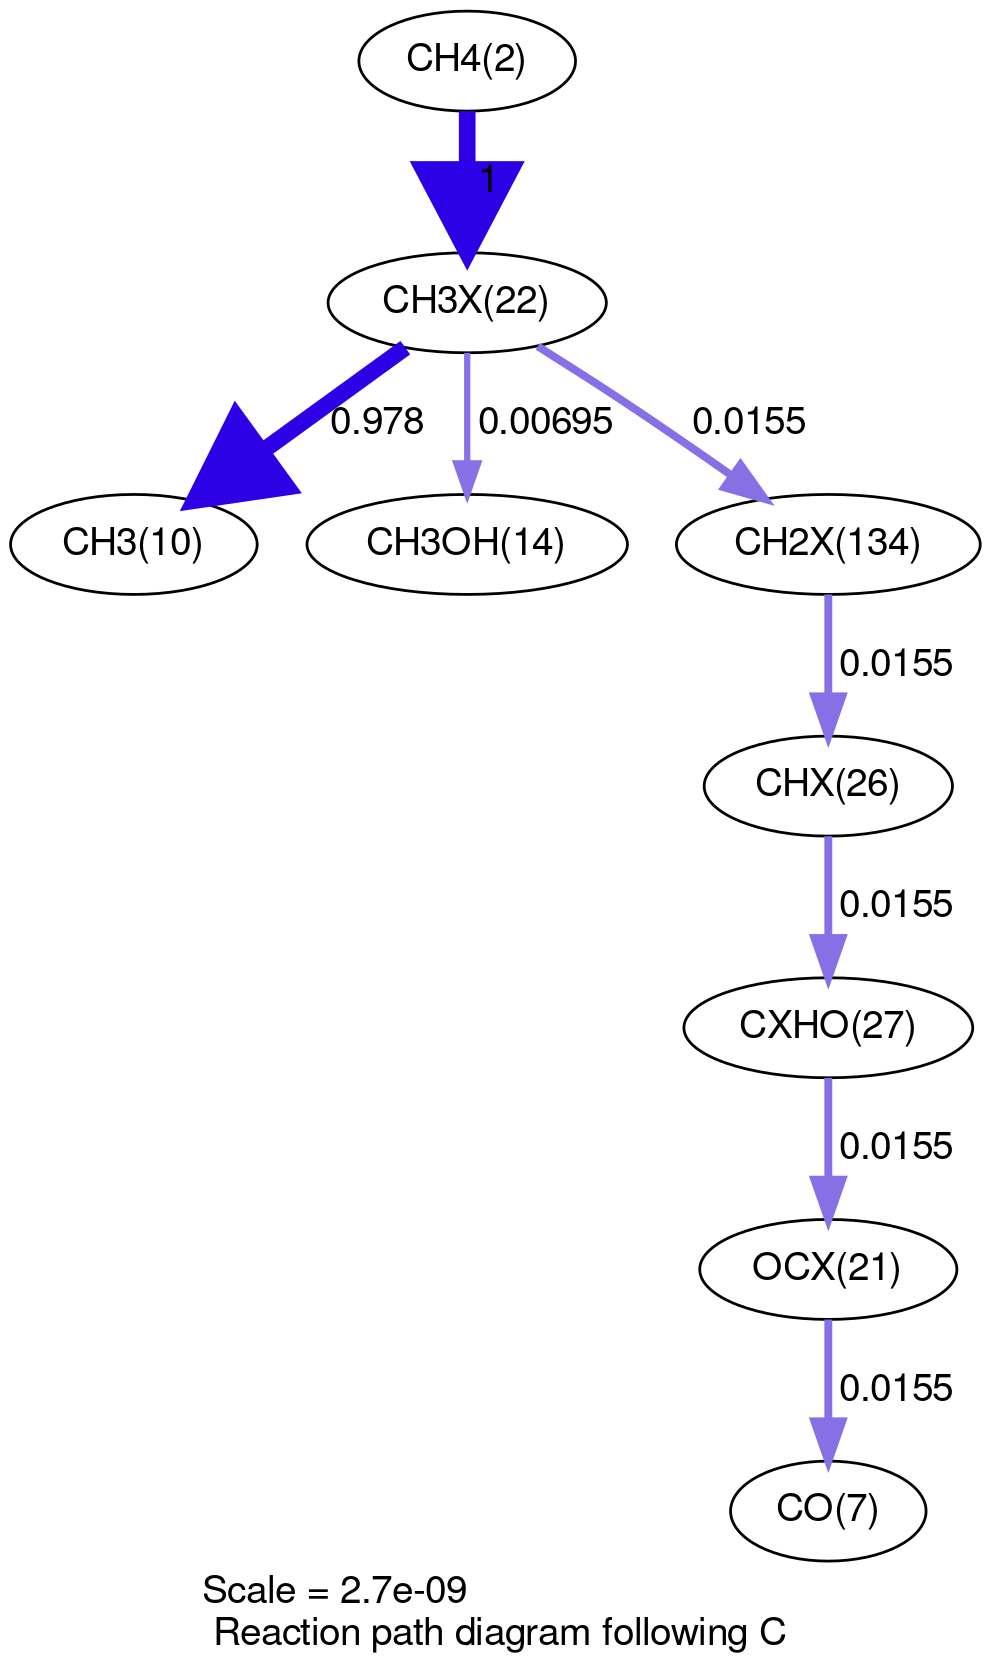 CH4(2)
1
CH3X(22)
0.978
0.00695
0.0155
CH3(10)
CH3OH(14)
CH2X(134)
0.0155
CHX(26)
0.0155
CXHO(27)
0.0155
OCX(21)
0.0155
CO(7)
Scale = 2.7e-09
Reaction path diagram following C